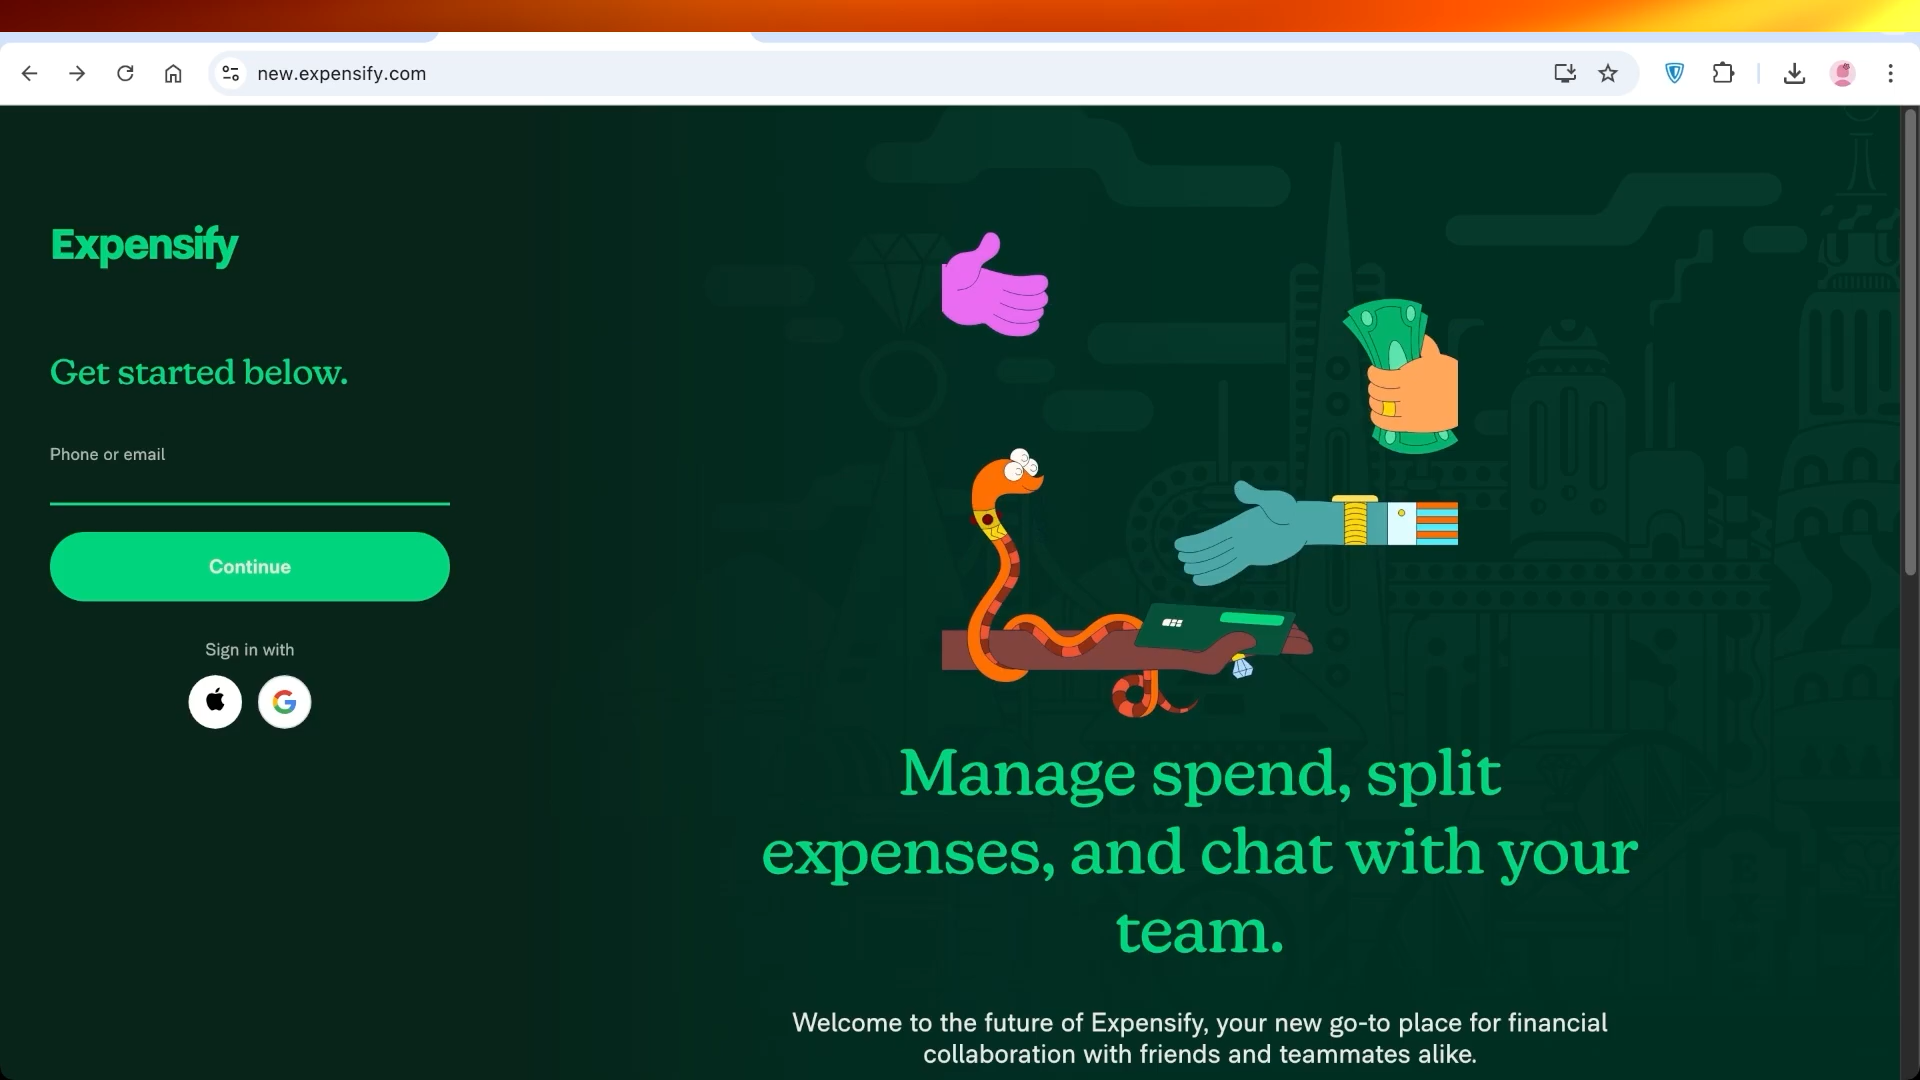 new.expensify.com
Expensify
Get started below.
Phone or email
Continue
Sign in with
Manage spend, split
expenses, and chat with your
team.
Welcome to the future of Expensify, your new go-to place for financial
collaboration with friends and teammates alike.